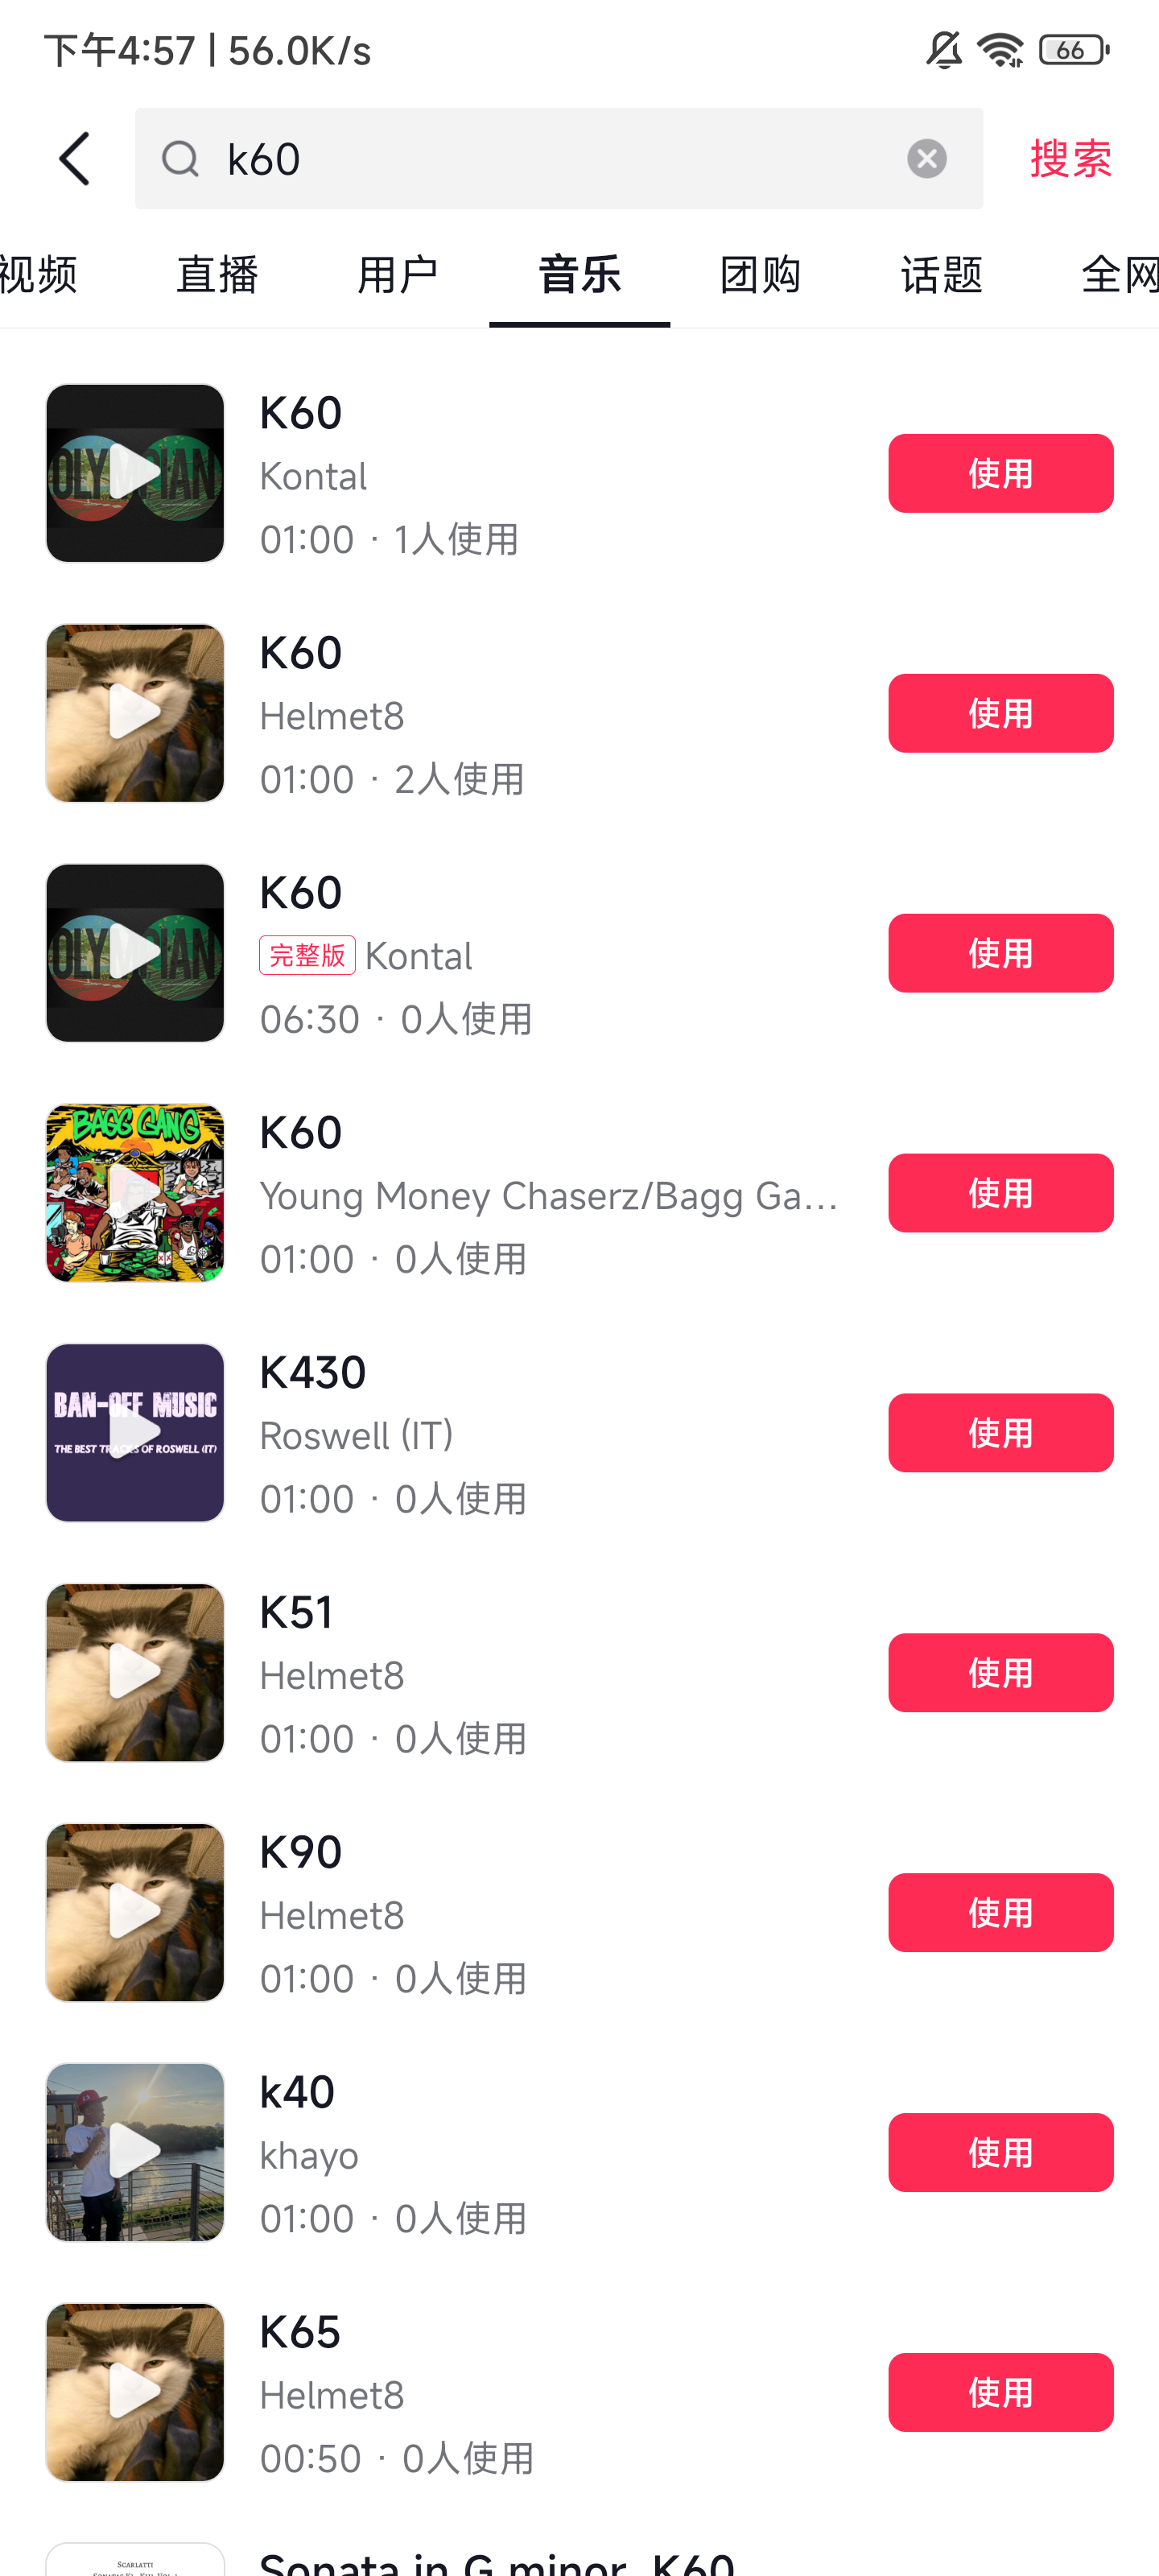 下午4:57 | 56.0K/s
66
k60
搜索
视频 直播 用户 音乐 团购 话题 全网
OLYMPIAN
K60
Kontal
01:00 · 1人使用
使用
K60
Helmet8
01:00 · 2人使用
使用
OLYMPIAN
K60
完整版 Kontal
06:30 · 0人使用
使用
BAGG GANG
K60
Young Money Chaserz/Bagg Ga...
01:00 · 0人使用
使用
BAN-OFF MUSIC
THE BEST TRACKS OF ROSWELL (IT)
K430
Roswell (IT)
01:00 · 0人使用
使用
K51
Helmet8
01:00 · 0人使用
使用
K90
Helmet8
01:00 · 0人使用
使用
k40
khayo
01:00 · 0人使用
使用
K65
Helmet8
00:50 · 0人使用
使用
SCARLATTI
Sonata in G minor, K60